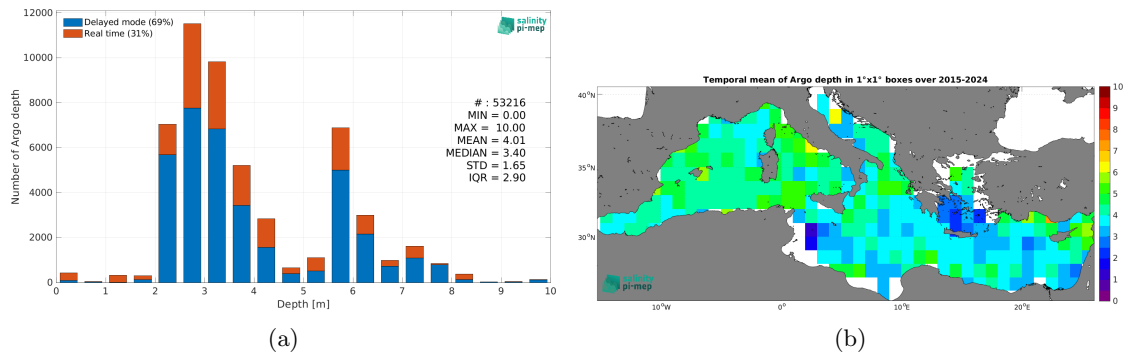 Delayed mode (69%)
Real time (31%)
salinity
pi-mep
# : 53216
MIN = 0.00
MAX = 10.00
MEAN = 4.01
MEDIAN = 3.40
STD = 1.65
IQR = 2.90
12000
10000
8000
6000
4000
2000
0
Number of Argo depth
0 1 2 3 4 5 6 7 8 9 10
Depth [m]
(a)
Temporal mean of Argo depth in 1°x1° boxes over 2015-2024
40°N
35°N
30°N
10°W 0° 10°E 20°E
10
9
8
7
6
5
4
3
2
1
0
salinity
pi-mep
(b)